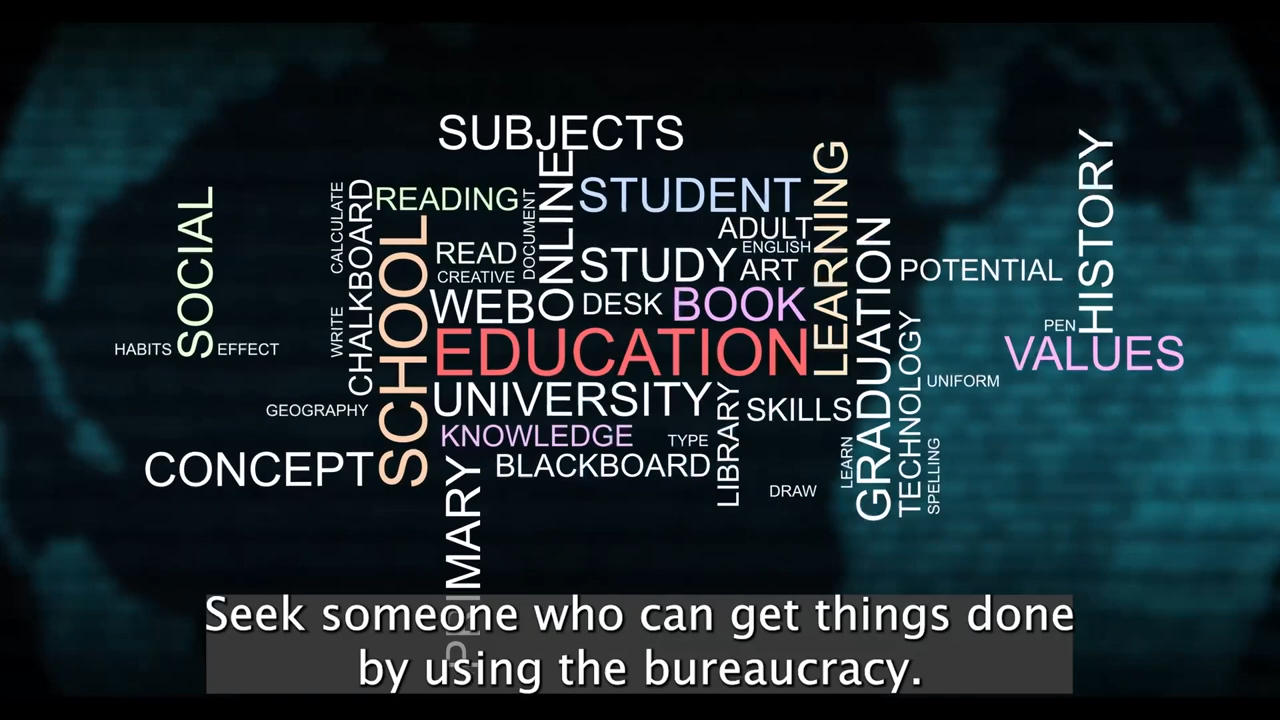 SUBJECTS
ONLINE
LEARNING
HISTORY
READING
STUDENT
SOCIAL
CALCULATE
CHALKBOARD
DOCUMENT
ADULT
ENGLISH
SCHOOL
READ
STUDY
ART
GRADUATION
POTENTIAL
CREATIVE
WEB
DESK
BOOK
WRITE
PEN
EDUCATION
TECHNOLOGY
VALUES
HABITS
EFFECT
UNIFORM
GEOGRAPHY
UNIVERSITY
LIBRARY
SKILLS
KNOWLEDGE
TYPE
LEARN
SPELLING
CONCEPT
BLACKBOARD
DRAW
PRIMARY
Seek someone who can get things done
by using the bureaucracy.